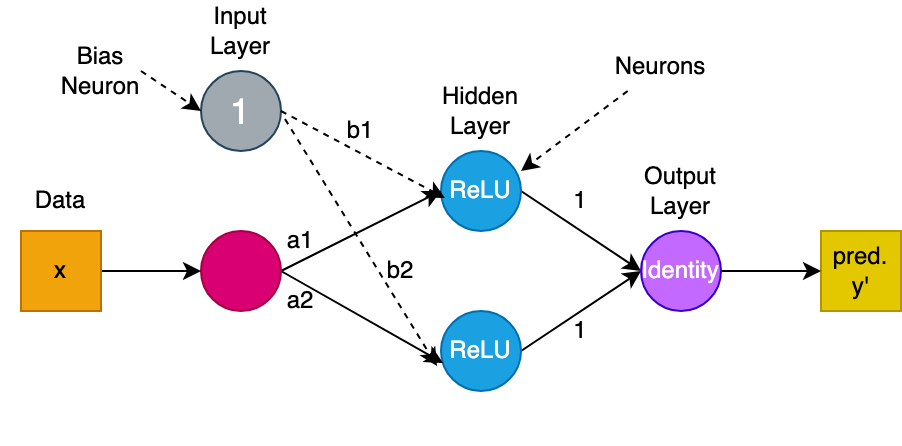 Input
Layer
Bias
Neuron
1
b1
Neurons
Hidden
Layer
ReLU
Data
x
a1
a2
b2
ReLU
1
1
Output
Layer
Identity
pred.
y'